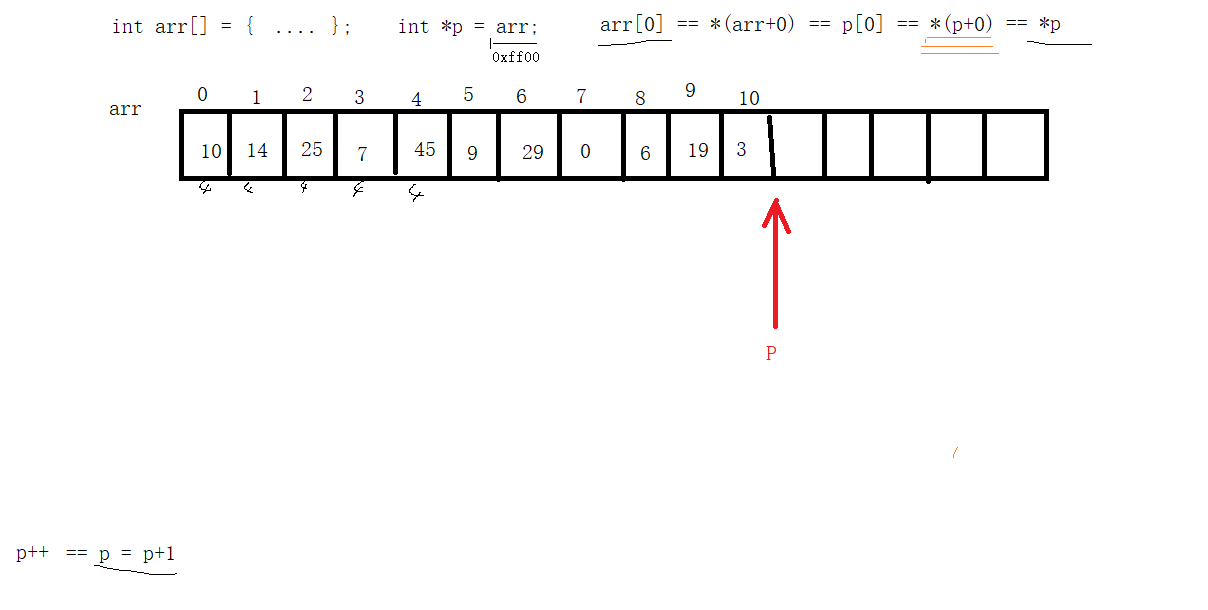 int arr[] = { .... }; int *p = arr; arr[0] == *(arr+0) == p[0] == *(p+0) == *p
0xff00
0 1 2 3 4 5 6 7 8 9 10
arr
10 14 25 7 45 9 29 0 6 19 3
4 4 4 4 4
P
p++ == p = p+1